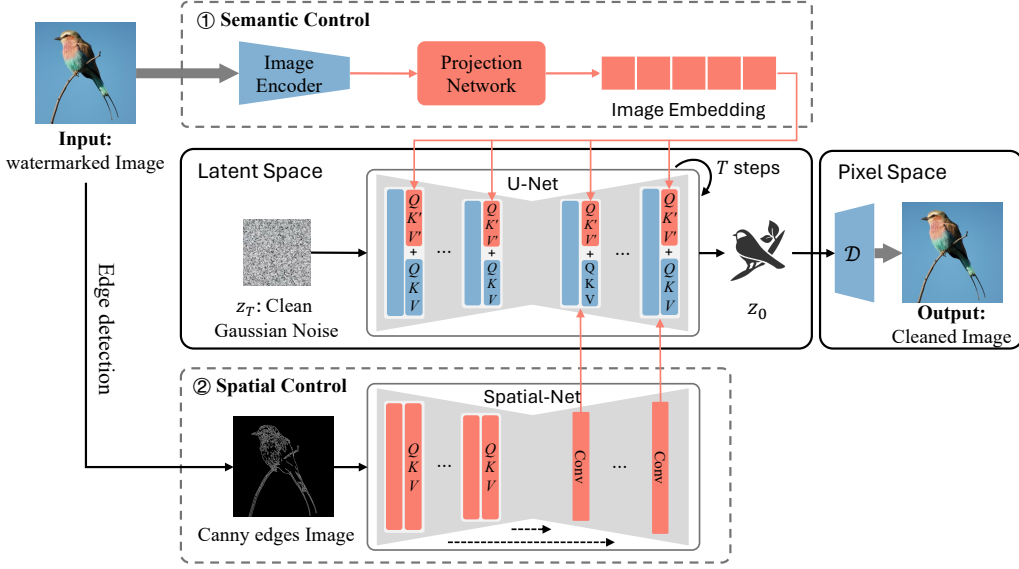 ① Semantic Control
Image
Encoder
Projection
Network
Image Embedding
Input:
watermarked Image
Latent Space
U-Net
T steps
Pixel Space
Q
K'
V'
+
Q
K
V
...
Q
K'
V'
+
Q
K
V
Q
K'
V'
+
Q
K
V
...
Q
K'
V'
+
Q
K
V
z_T: Clean
Gaussian Noise
z_0
𝒟
Output:
Cleaned Image
Edge detection
② Spatial Control
Spatial-Net
Q
K
V
...
Q
K
V
Conv
...
Conv
Canny edges Image